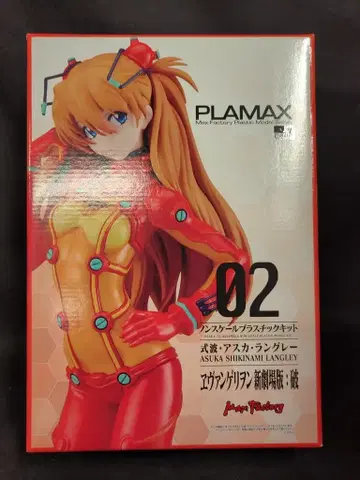 PLAMAX
Max Factory Plastic Model Series
02
ノンスケールプラスチックキット
式波・アスカ・ラングレー
ASUKA SHIKINAMI LANGLEY
ヱヴァンゲリヲン 新劇場版：破
Max Factory